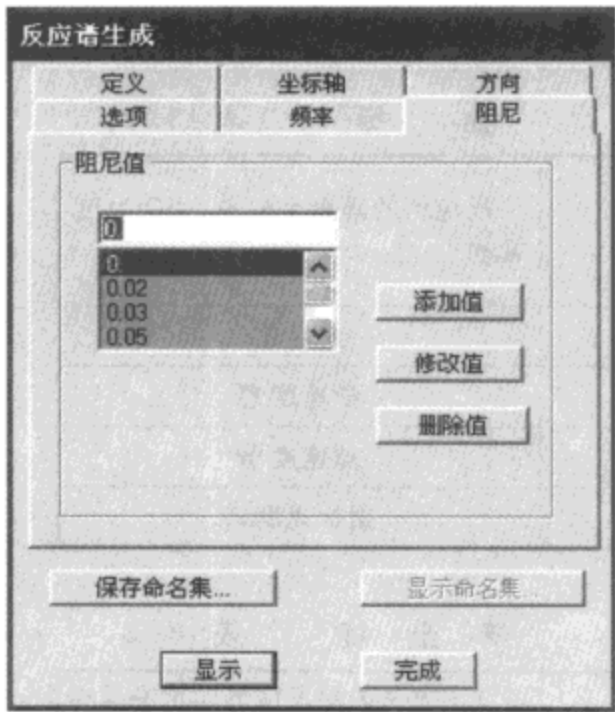 反应谱生成
定义 坐标轴 方向
选项 频率 阻尼
阻尼值
0
0
0.02
0.03
0.05
添加值
修改值
删除值
保存命名集... 显示命名集...
显示 完成